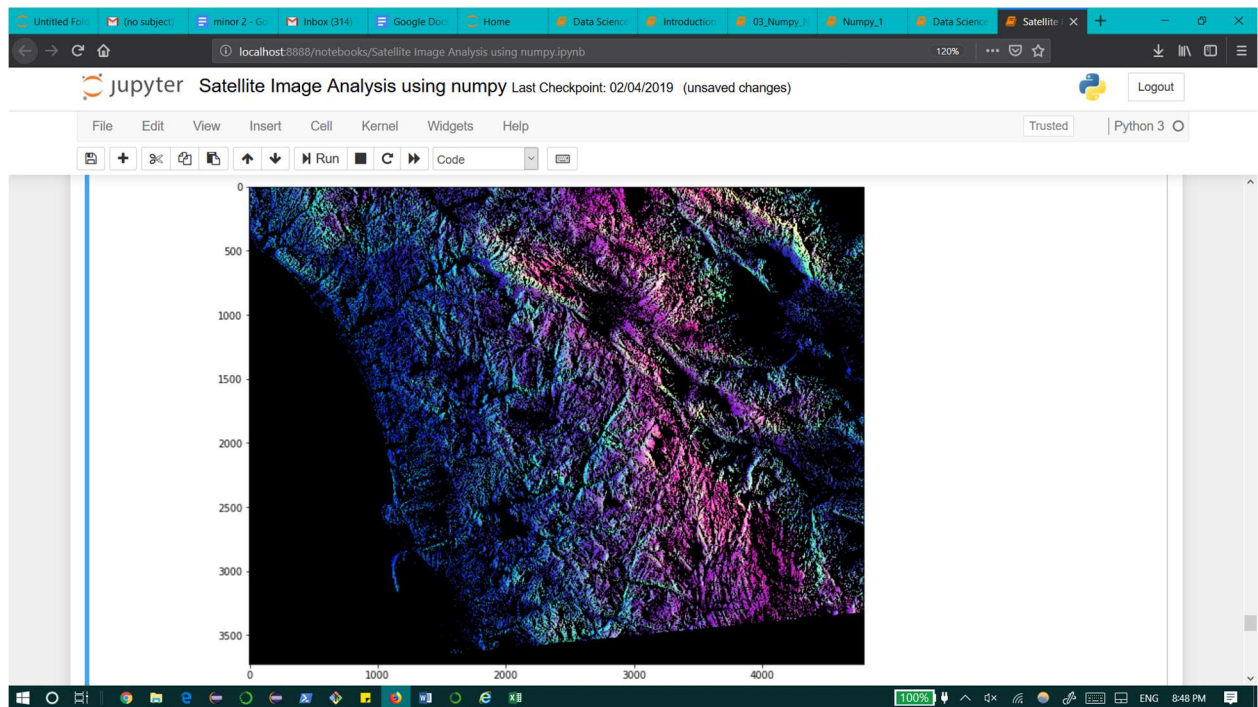 Untitled Fold (no subject) minor 2 - Go Inbox (314) Google Docs Home Data Science Introduction 03_Numpy_N Numpy_1 Data Science Satellite I
localhost:8888/notebooks/Satellite Image Analysis using numpy.ipynb 120%
jupyter Satellite Image Analysis using numpy Last Checkpoint: 02/04/2019 (unsaved changes) Logout
File Edit View Insert Cell Kernel Widgets Help Trusted Python 3
Run Code
0
500
1000
1500
2000
2500
3000
3500
0 1000 2000 3000 4000
100% ENG 8:48 PM